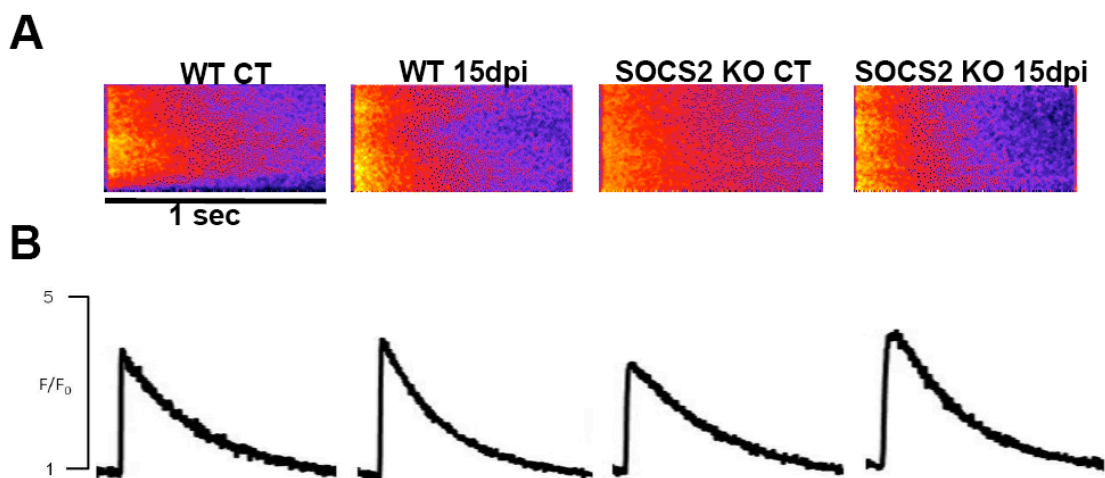 A
WT CT WT 15dpi SOCS2 KO CT SOCS2 KO 15dpi
1 sec
B
5
F/F₀
1